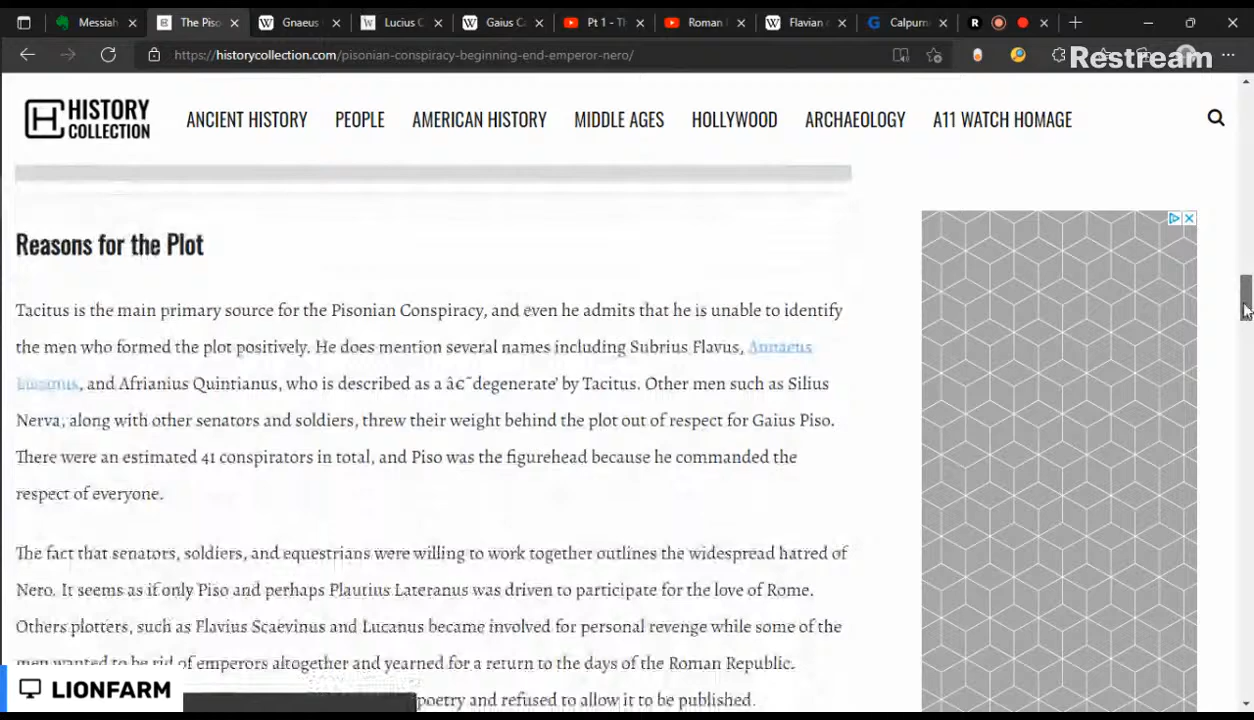 Messiah
The Piso
Gnaeus
Lucius C
Gaius Ca
Pt 1 - Th
Roman
Flavian
Calpurn
https://historycollection.com/pisonian-conspiracy-beginning-end-emperor-nero/
Restream
HISTORY
COLLECTION
ANCIENT HISTORY PEOPLE AMERICAN HISTORY MIDDLE AGES HOLLYWOOD ARCHAEOLOGY A11 WATCH HOMAGE
Reasons for the Plot
Tacitus is the main primary source for the Pisonian Conspiracy, and even he admits that he is unable to identify
the men who formed the plot positively. He does mention several names including Subrius Flavus, Annaeus
Lucanus, and Afrianius Quintianus, who is described as a â€˜degenerate’ by Tacitus. Other men such as Silius
Nerva, along with other senators and soldiers, threw their weight behind the plot out of respect for Gaius Piso.
There were an estimated 41 conspirators in total, and Piso was the figurehead because he commanded the
respect of everyone.
The fact that senators, soldiers, and equestrians were willing to work together outlines the widespread hatred of
Nero. It seems as if only Piso and perhaps Plautius Lateranus was driven to participate for the love of Rome.
Others plotters, such as Flavius Scaevinus and Lucanus became involved for personal revenge while some of the
men wanted to be rid of emperors altogether and yearned for a return to the days of the Roman Republic.
poetry and refused to allow it to be published.
LIONFARM